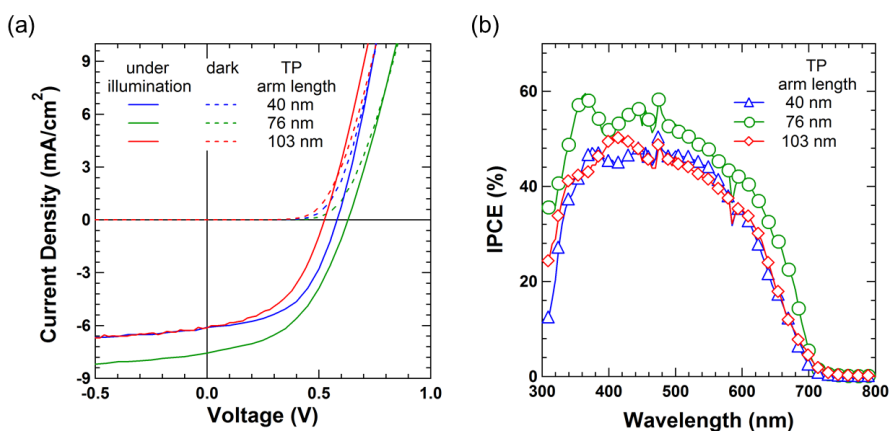 (a)
9
6
3
0
-3
-6
-9
Current Density (mA/cm²)
-0.5 0.0 0.5 1.0
Voltage (V)
under illumination dark TP arm length
40 nm
76 nm
103 nm
(b)
60
40
20
0
IPCE (%)
300 400 500 600 700 800
Wavelength (nm)
TP
arm length
40 nm
76 nm
103 nm